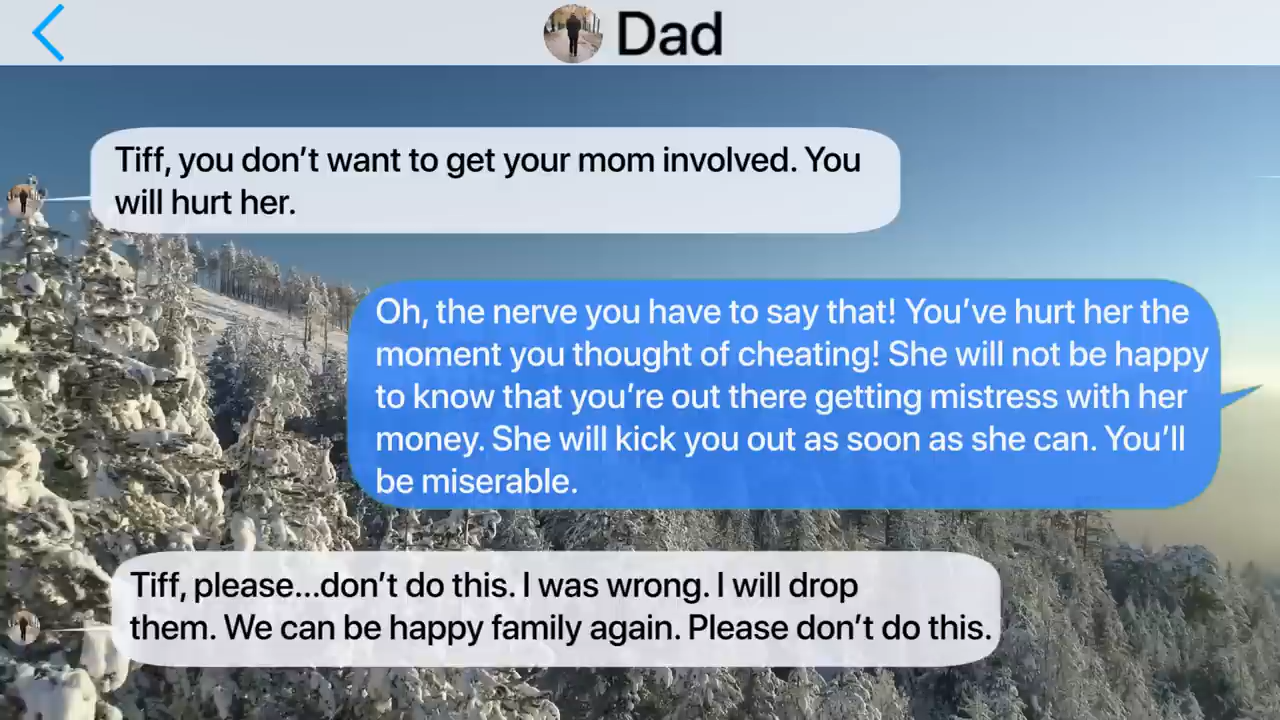 Dad
Tiff, you don't want to get your mom involved. You
will hurt her.
Oh, the nerve you have to say that! You've hurt her the
moment you thought of cheating! She will not be happy
to know that you're out there getting mistress with her
money. She will kick you out as soon as she can. You'll
be miserable.
Tiff, please...don't do this. I was wrong. I will drop
them. We can be happy family again. Please don't do this.